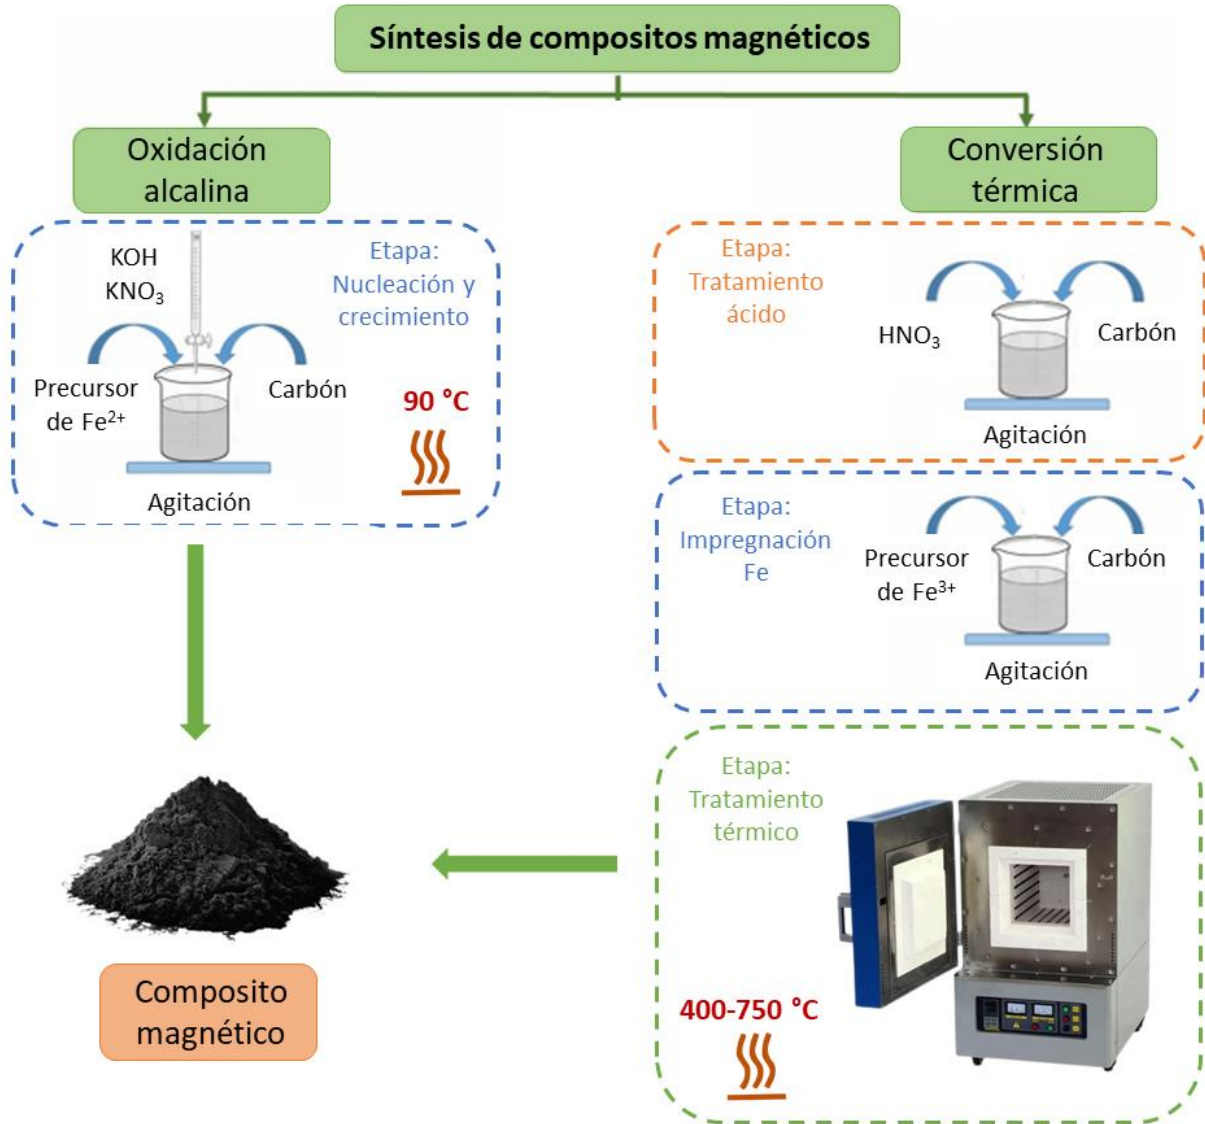 Síntesis de compositos magnéticos
Oxidación
alcalina
Etapa:
Nucleación y
crecimiento
KOH
KNO₃
Precursor
de Fe²⁺
Carbón
90 °C
Agitación
Conversión
térmica
Etapa:
Tratamiento
ácido
HNO₃
Carbón
Agitación
Etapa:
Impregnación
Fe
Precursor
de Fe³⁺
Carbón
Agitación
Etapa:
Tratamiento
térmico
400-750 °C
Composito
magnético